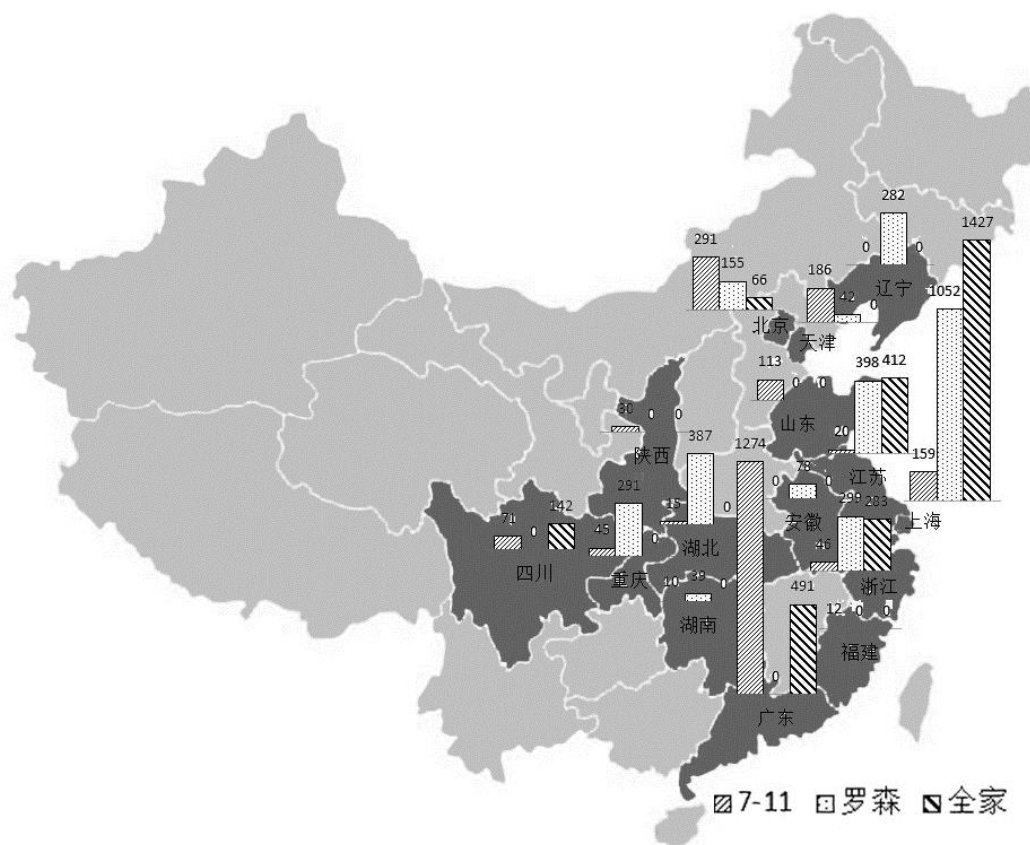 282
0 0
辽宁
1427
291
155
66
北京
186
42
0
天津
1052
113
0 0
山东
398 412
20
江苏
159
上海
30
0 0
陕西
387
15
0
湖北
1274
0
491
广东
0 73 0
安徽
299 283
46
浙江
291
45
0
重庆
71
0
142
四川
10 39 0
湖南
12 0 0
福建
7-11 罗森 全家